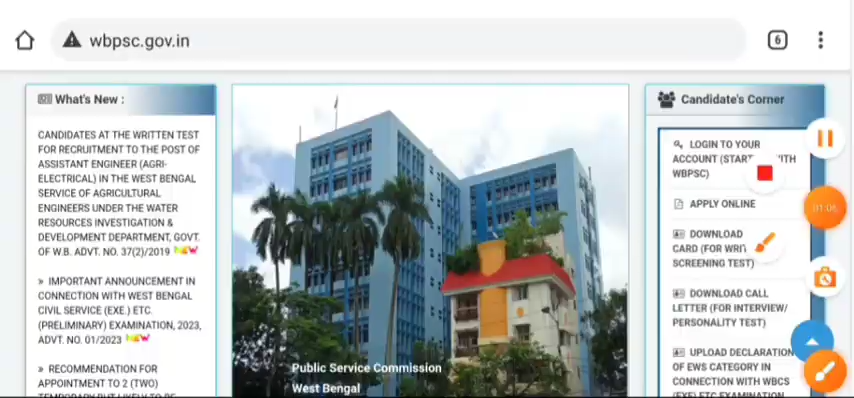 wbpsc.gov.in
6
What's New :
CANDIDATES AT THE WRITTEN TEST
FOR RECRUITMENT TO THE POST OF
ASSISTANT ENGINEER (AGRI-
ELECTRICAL) IN THE WEST BENGAL
SERVICE OF AGRICULTURAL
ENGINEERS UNDER THE WATER
RESOURCES INVESTIGATION &
DEVELOPMENT DEPARTMENT, GOVT.
OF W.B. ADVT. NO. 37(2)/2019
» IMPORTANT ANNOUNCEMENT IN
CONNECTION WITH WEST BENGAL
CIVIL SERVICE (EXE.) ETC.
(PRELIMINARY) EXAMINATION, 2023,
ADVT. NO. 01/2023
» RECOMMENDATION FOR
APPOINTMENT TO 2 (TWO)
Public Service Commission
West Bengal
Candidate's Corner
LOGIN TO YOUR
ACCOUNT (START WITH
WBPSC)
APPLY ONLINE
DOWNLOAD
CARD (FOR
SCREENING TEST)
DOWNLOAD CALL
LETTER (FOR INTERVIEW/
PERSONALITY TEST)
UPLOAD DECLARATION
OF EWS CATEGORY IN
CONNECTION WITH WBCS